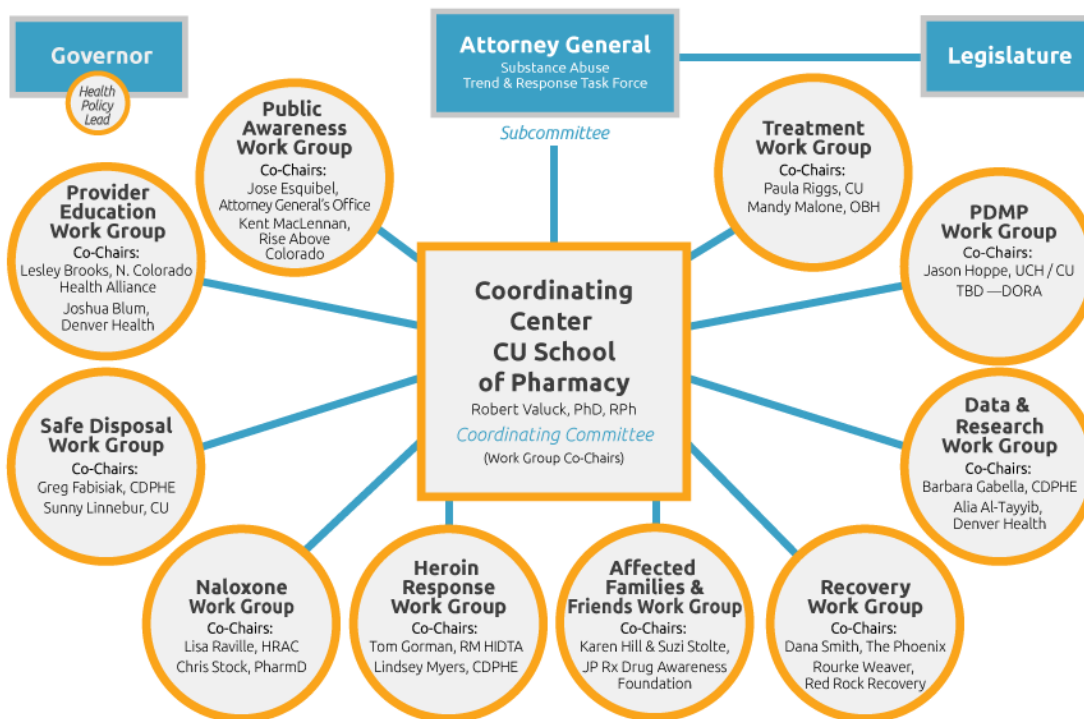 Governor
Health
Policy
Lead
Attorney General
Substance Abuse
Trend & Response Task Force
Legislature
Subcommittee
Public
Awareness
Work Group
Co-Chairs:
Jose Esquibel,
Attorney General's Office
Kent MacLennan,
Rise Above
Colorado
Treatment
Work Group
Co-Chairs:
Paula Riggs, CU
Mandy Malone, OBH
Provider
Education
Work Group
Co-Chairs:
Lesley Brooks, N. Colorado
Health Alliance
Joshua Blum,
Denver Health
PDMP
Work Group
Co-Chairs:
Jason Hoppe, UCH / CU
TBD —DORA
Coordinating
Center
CU School
of Pharmacy
Robert Valuck, PhD, RPh
Coordinating Committee
(Work Group Co-Chairs)
Safe Disposal
Work Group
Co-Chairs:
Greg Fabisiak, CDPHE
Sunny Linnebur, CU
Data &
Research
Work Group
Co-Chairs:
Barbara Gabella, CDPHE
Alia Al-Tayyib,
Denver Health
Naloxone
Work Group
Co-Chairs:
Lisa Raville, HRAC
Chris Stock, PharmD
Heroin
Response
Work Group
Co-Chairs:
Tom Gorman, RM HIDTA
Lindsey Myers, CDPHE
Affected
Families &
Friends Work Group
Co-Chairs:
Karen Hill & Suzi Stolte,
JP Rx Drug Awareness
Foundation
Recovery
Work Group
Co-Chairs:
Dana Smith, The Phoenix
Rourke Weaver,
Red Rock Recovery